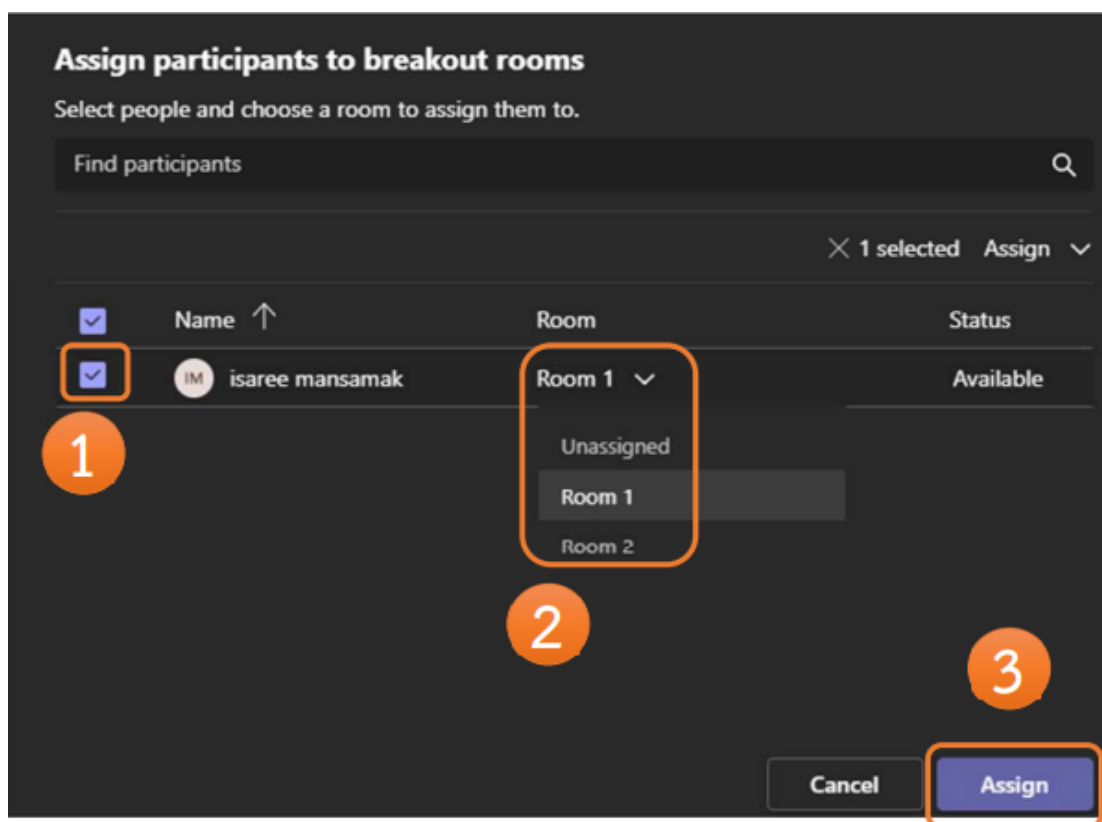 Assign participants to breakout rooms
Select people and choose a room to assign them to.
Find participants
1 selected Assign
Name Room Status
IM isaree mansamak Room 1 Available
Unassigned
Room 1
Room 2
1
2
3
Cancel Assign